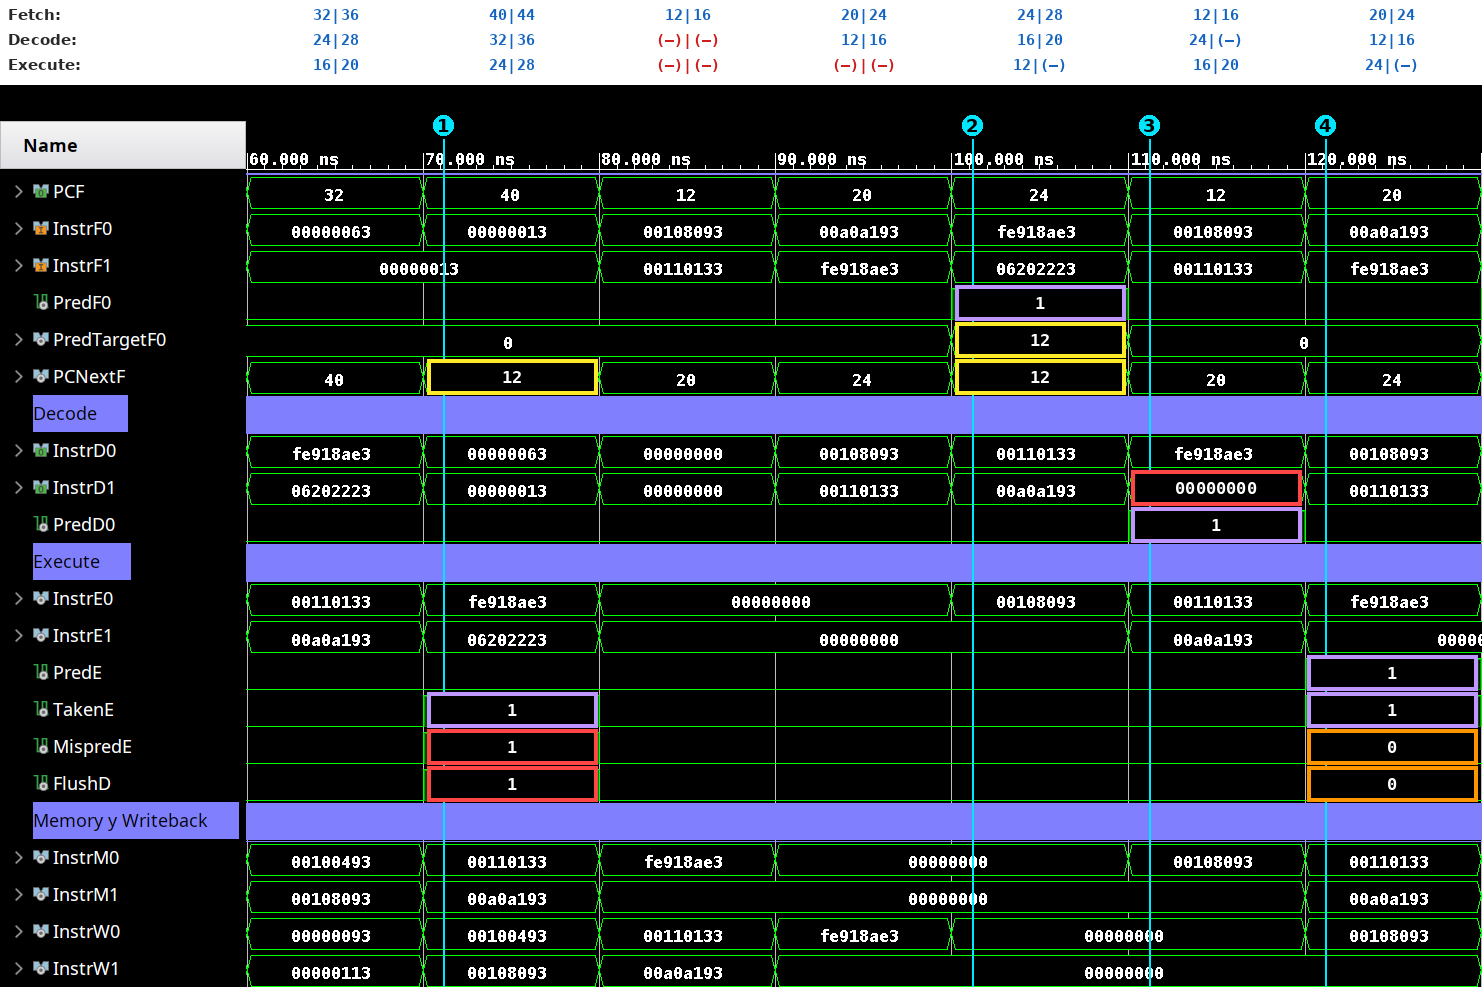 Fetch: 32|36 40|44 12|16 20|24 24|28 12|16 20|24
Decode: 24|28 32|36 (—)|(—) 12|16 16|20 24|(—) 12|16
Execute: 16|20 24|28 (—)|(—) (—)|(—) 12|(—) 16|20 24|(—)
1 2 3 4
Name
60.000 ns 70.000 ns 80.000 ns 90.000 ns 100.000 ns 110.000 ns 120.000 ns
PCF 32 40 12 20 24 12 20
InstrF0 00000063 00000013 00108093 00a0a193 fe918ae3 00108093 00a0a193
InstrF1 00000013 00110133 fe918ae3 06202223 00110133 fe918ae3
PredF0 1
PredTargetF0 0 12 0
PCNextF 40 12 20 24 12 20 24
Decode
InstrD0 fe918ae3 00000063 00000000 00108093 00110133 fe918ae3 00108093
InstrD1 06202223 00000013 00000000 00110133 00a0a193 00000000 00110133
PredD0 1
Execute
InstrE0 00110133 fe918ae3 00000000 00108093 00110133 fe918ae3
InstrE1 00a0a193 06202223 00000000 00a0a193 0000
PredE 1
TakenE 1 1
MispredE 1 0
FlushD 1 0
Memory y Writeback
InstrM0 00100493 00110133 fe918ae3 00000000 00108093 00110133
InstrM1 00108093 00a0a193 00000000 00a0a193
InstrW0 00000093 00100493 00110133 fe918ae3 00000000 00108093
InstrW1 00000113 00108093 00a0a193 00000000